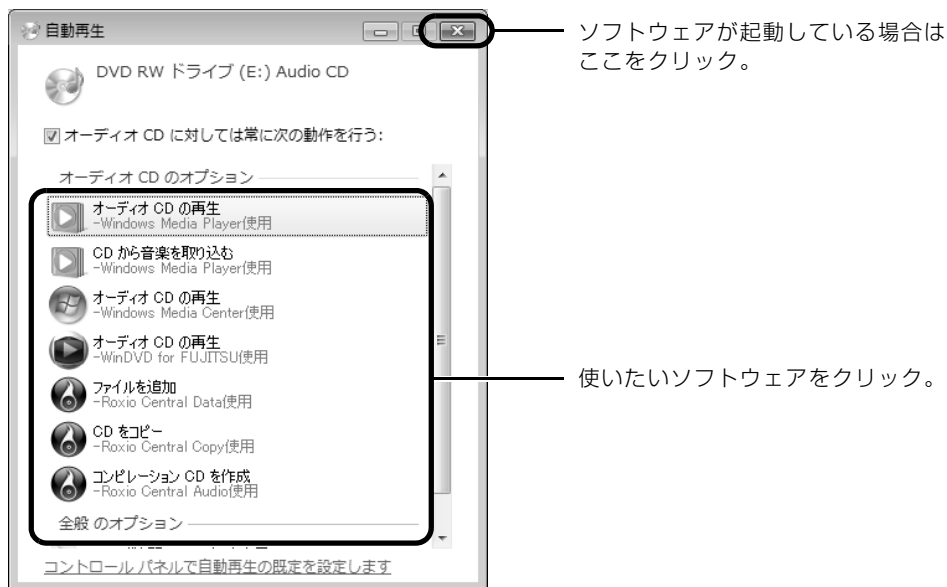 自動再生
DVD RW ドライブ (E:) Audio CD
オーディオ CD に対しては常に次の動作を行う:
オーディオ CD のオプション
オーディオ CD の再生
-Windows Media Player使用
CD から音楽を取り込む
-Windows Media Player使用
オーディオ CD の再生
-Windows Media Center使用
オーディオ CD の再生
-WinDVD for FUJITSU使用
ファイルを追加
-Roxio Central Data使用
CD をコピー
-Roxio Central Copy使用
コンピレーション CD を作成
-Roxio Central Audio使用
全般 のオプション
コントロール パネルで自動再生の既定を設定します
ソフトウェアが起動している場合は
ここをクリック。
使いたいソフトウェアをクリック。